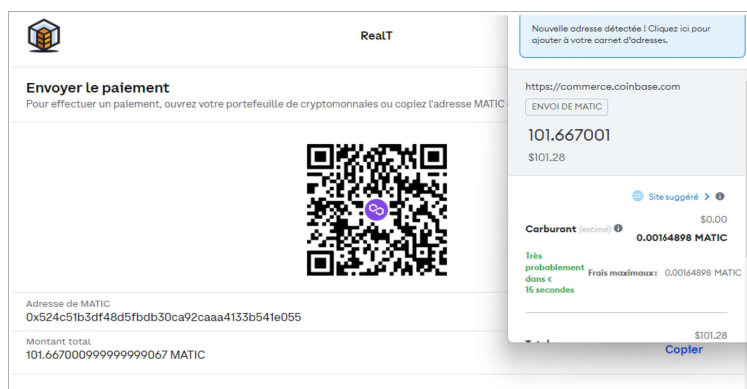 RealT
Envoyer le paiement
Pour effectuer un paiement, ouvrez votre portefeuille de cryptomonnaies ou copiez l'adresse MATIC
Adresse de MATIC
0x524c51b3df48d5fbdb30ca92caaa4133b541e055
Montant total
101.667000999999999067 MATIC
Copier
Nouvelle adresse détectée ! Cliquez ici pour
ajouter à votre carnet d'adresses.
https://commerce.coinbase.com
ENVOI DE MATIC
101.667001
$101.28
Site suggéré >
$0.00
Carburant (estimé)
0.00164898 MATIC
Très
probablement
dans <
15 secondes
Frais maximaux: 0.00164898 MATIC
$101.28